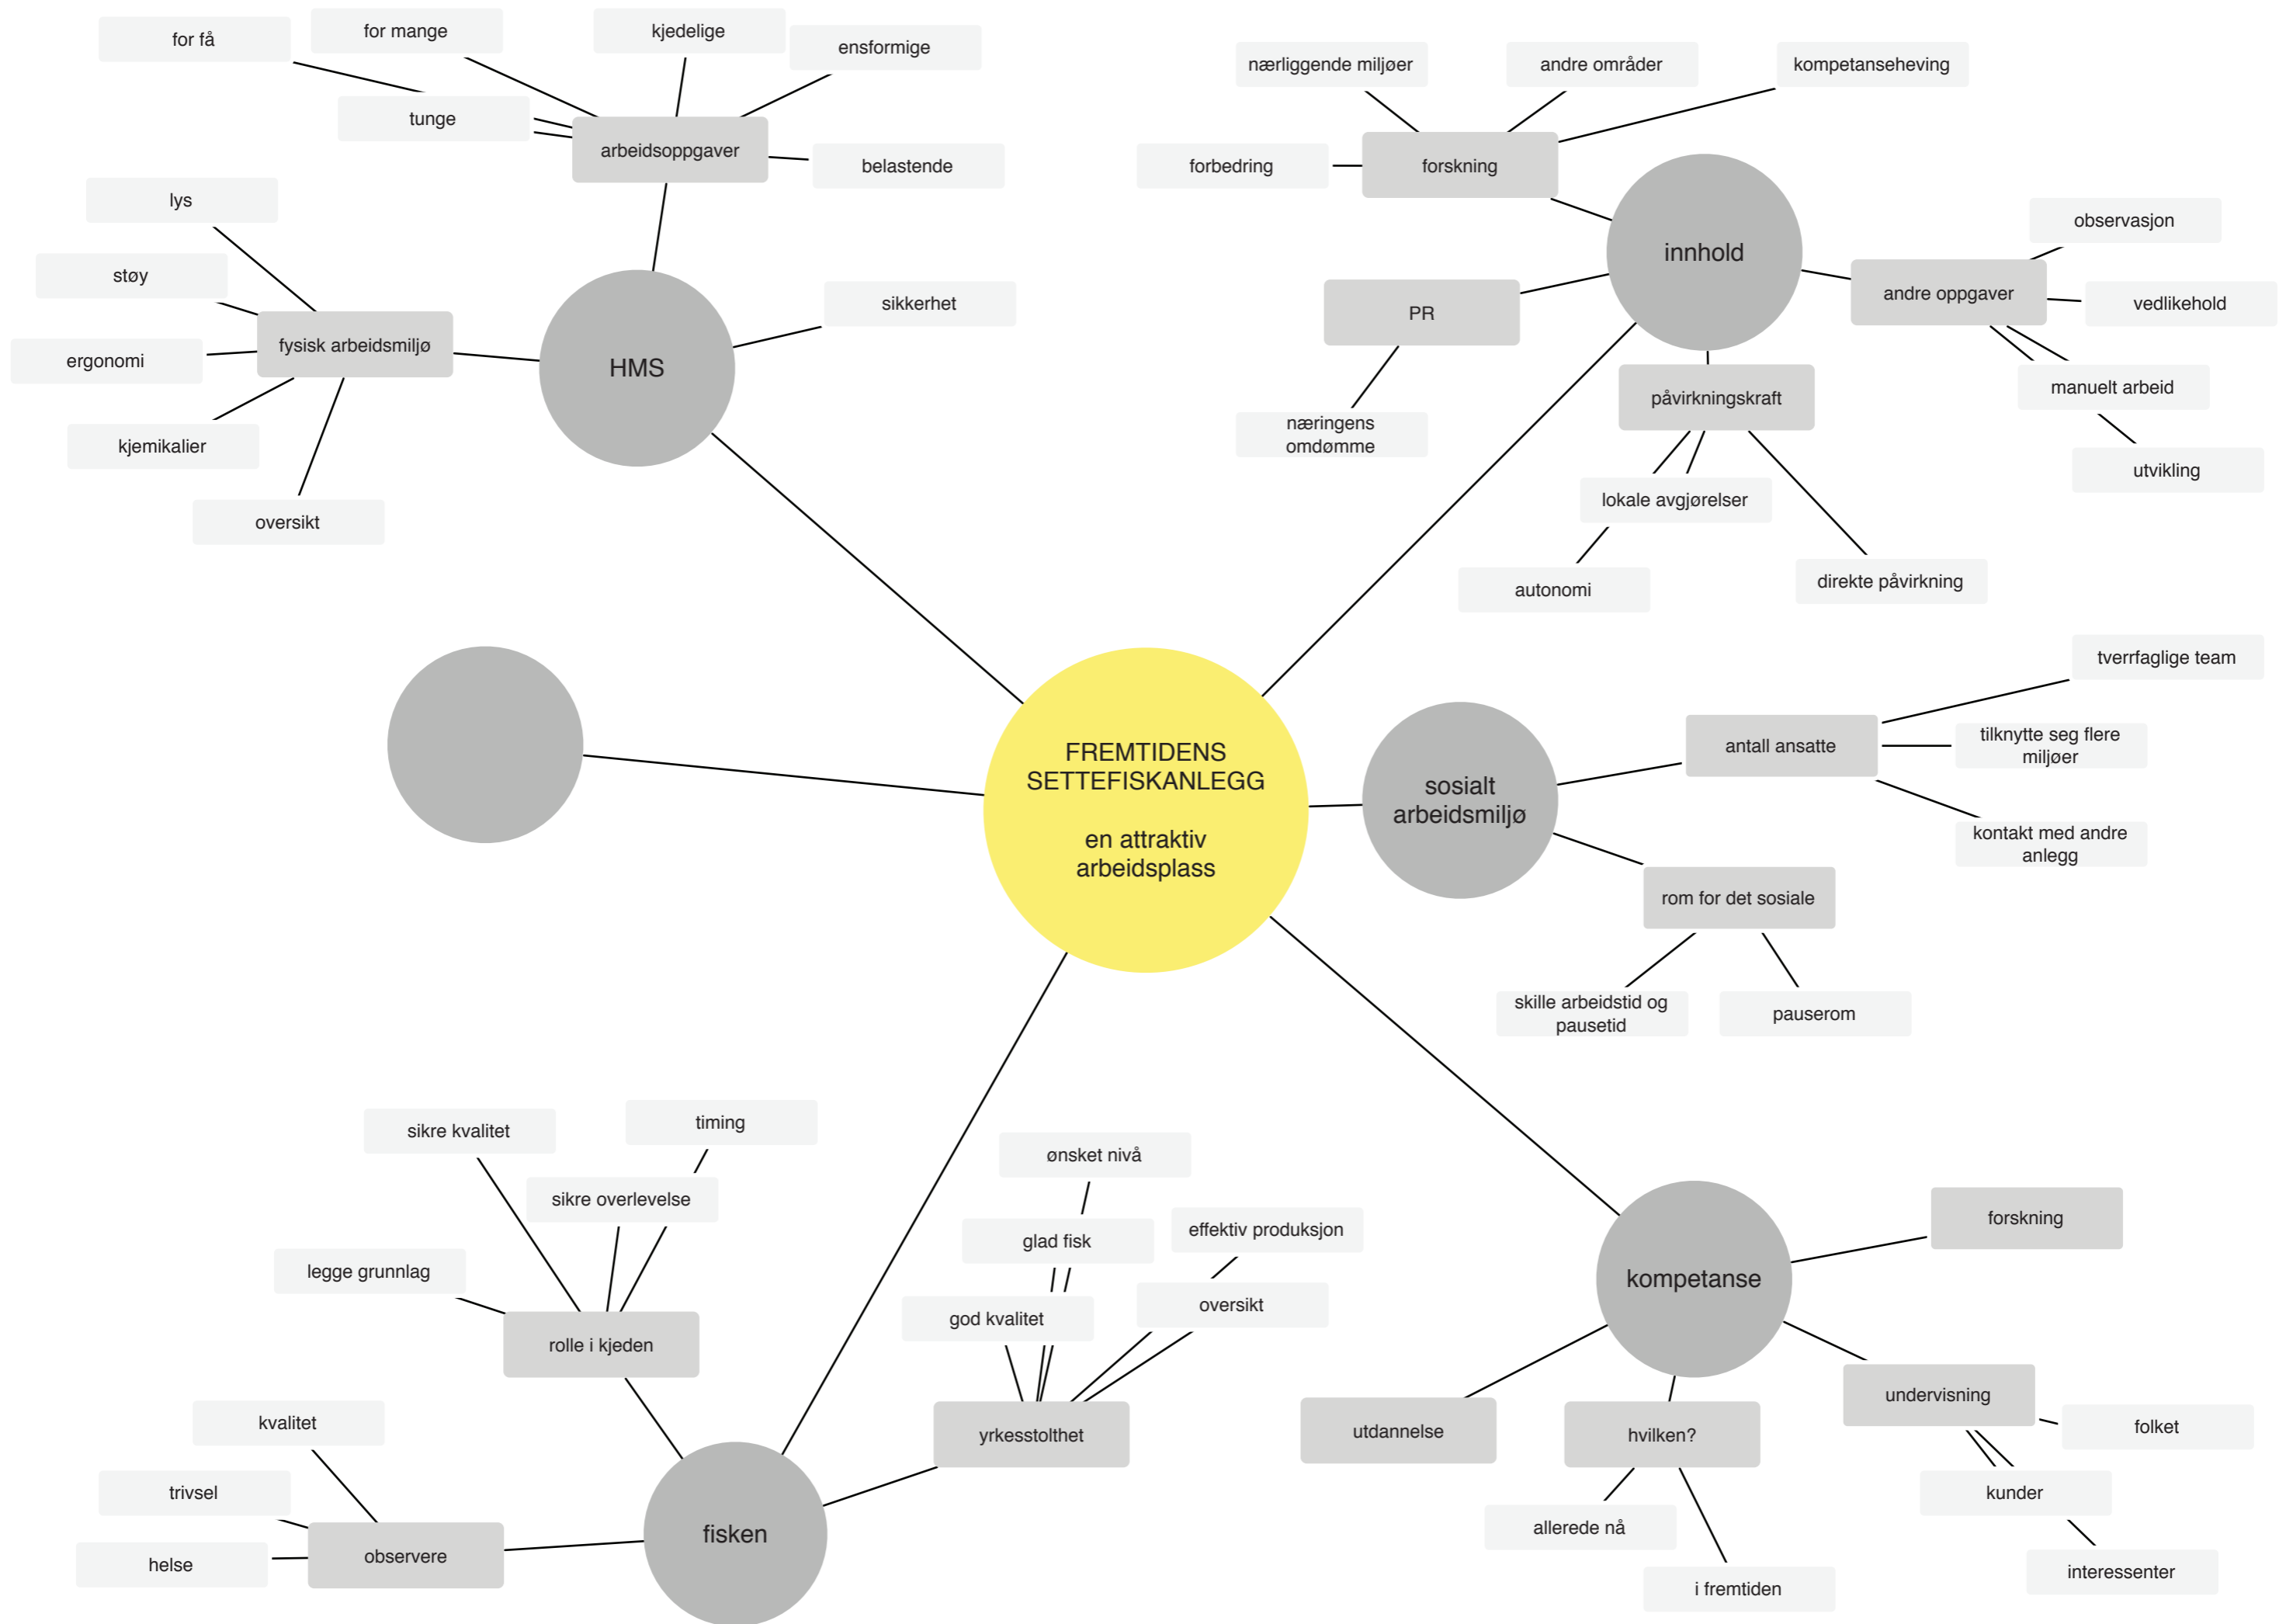 for få
for mange
kjedelige
ensformige
tunge
arbeidsoppgaver
belastende
lys
støy
ergonomi
fysisk arbeidsmiljø
kjemikalier
oversikt
HMS
sikkerhet
nærliggende miljøer
andre områder
kompetanseheving
forbedring
forskning
innhold
observasjon
andre oppgaver
vedlikehold
manuelt arbeid
utvikling
PR
næringens
omdømme
påvirkningskraft
lokale avgjørelser
autonomi
direkte påvirkning
FREMTIDENS
SETTEFISKANLEGG
en attraktiv
arbeidsplass
sosialt
arbeidsmiljø
antall ansatte
tverrfaglige team
tilknytte seg flere
miljøer
kontakt med andre
anlegg
rom for det sosiale
skille arbeidstid og
pausetid
pauserom
sikre kvalitet
timing
sikre overlevelse
legge grunnlag
rolle i kjeden
ønsket nivå
glad fisk
effektiv produksjon
god kvalitet
oversikt
yrkesstolthet
kvalitet
trivsel
helse
observere
fisken
kompetanse
forskning
utdannelse
hvilken?
undervisning
folket
kunder
interessenter
allerede nå
i fremtiden